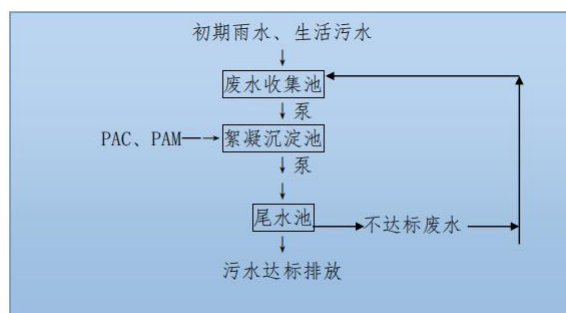 初期雨水、生活污水
废水收集池
泵
PAC、PAM
絮凝沉淀池
泵
尾水池
不达标废水
污水达标排放